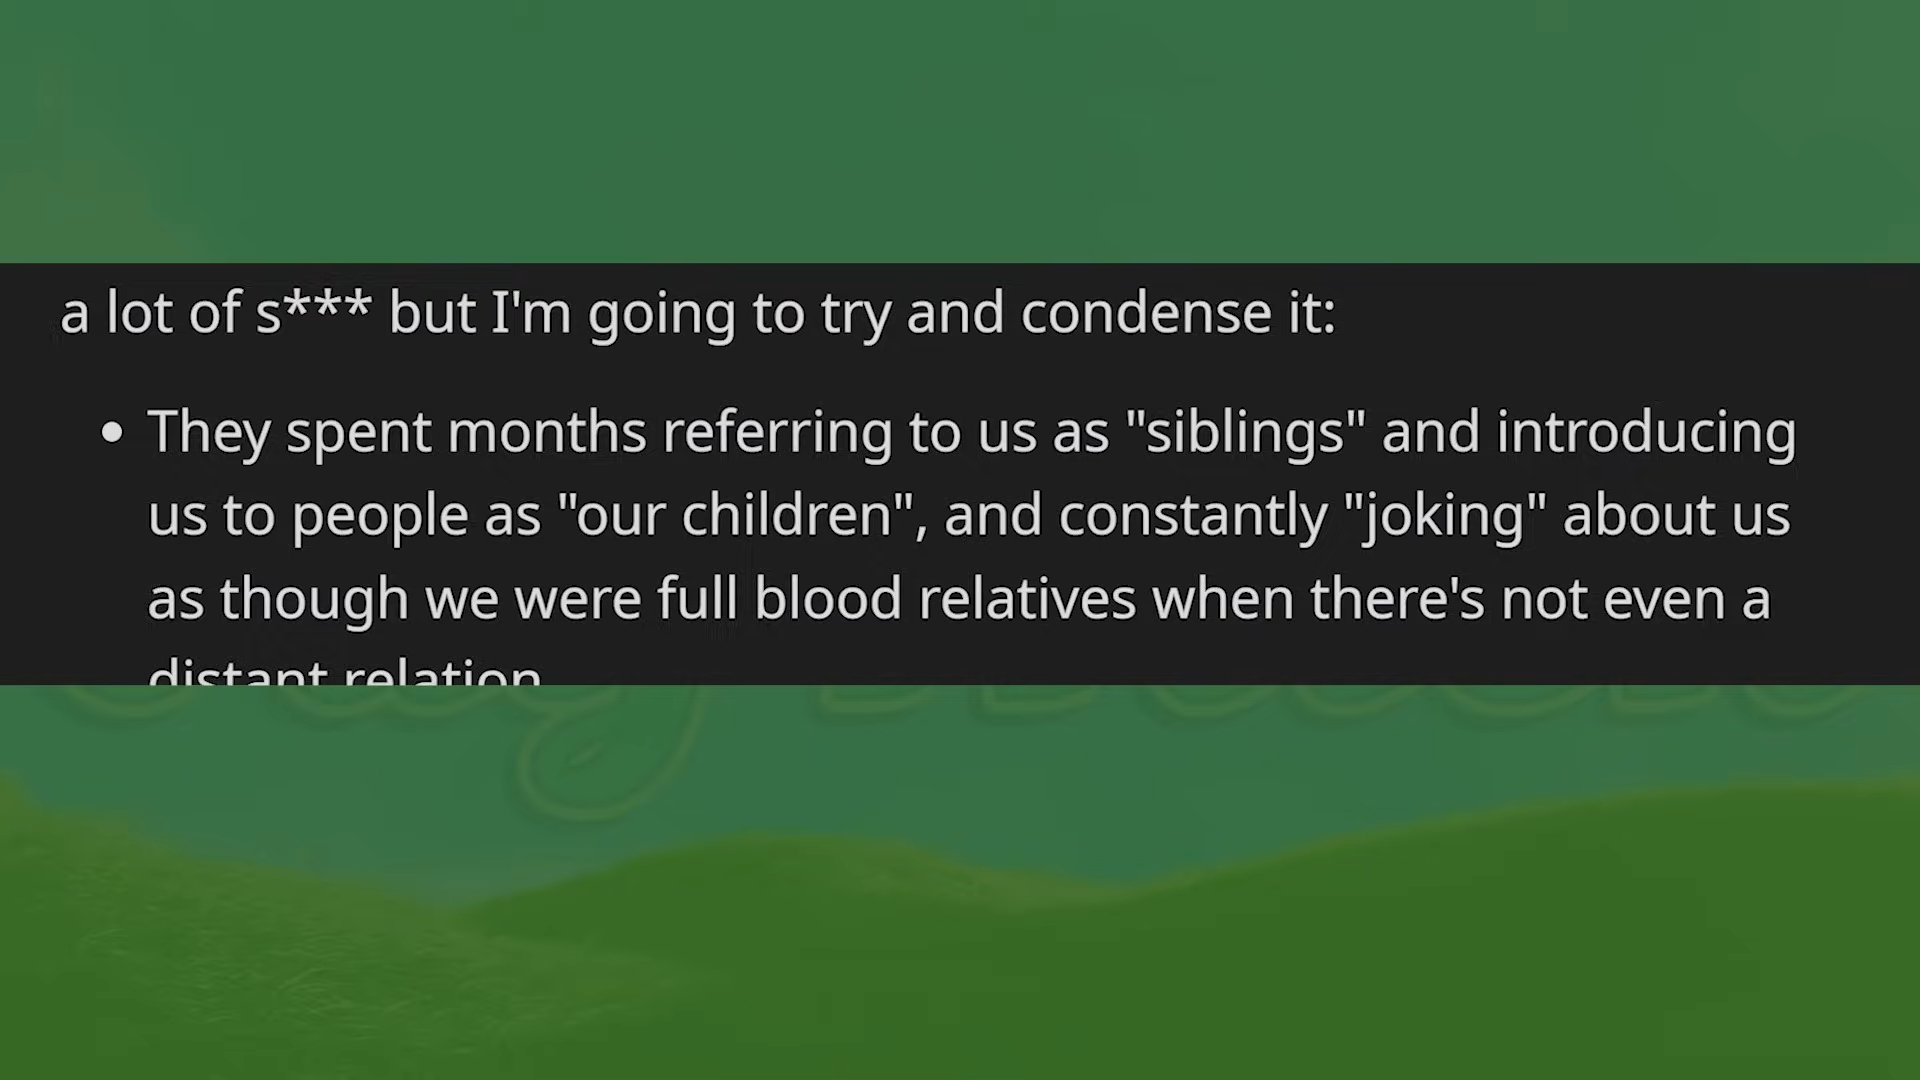 a lot of s*** but I'm going to try and condense it:
• They spent months referring to us as "siblings" and introducing
us to people as "our children", and constantly "joking" about us
as though we were full blood relatives when there's not even a
distant relation